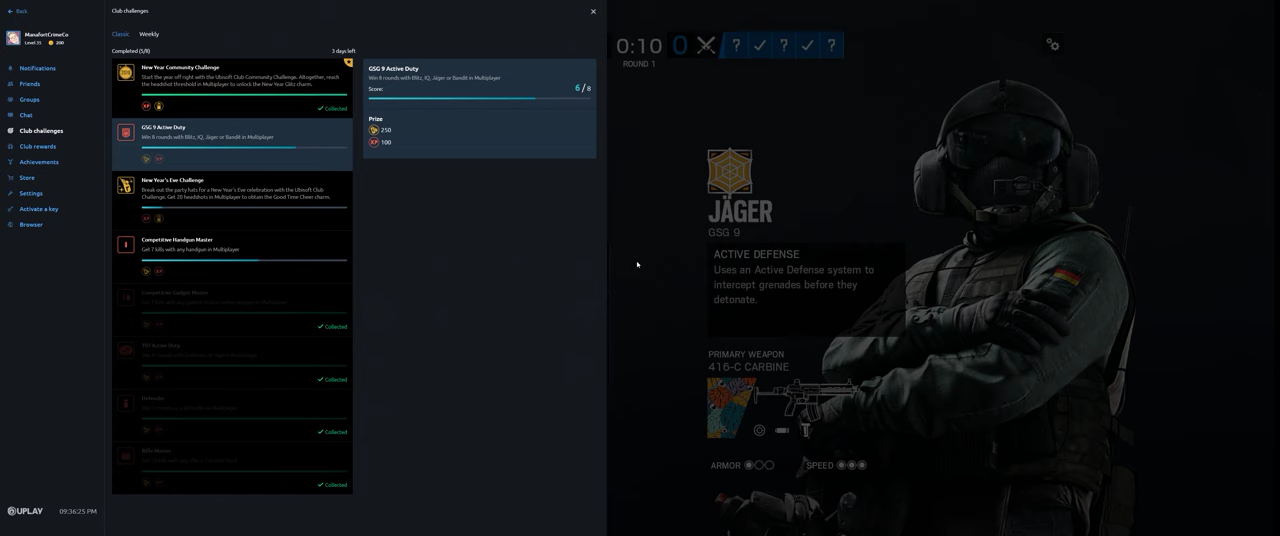 Back
ManafortCrimeCo
Level 35 200
Notifications
Friends
Groups
Chat
Club challenges
Club rewards
Achievements
Store
Settings
Activate a key
Browser
UPLAY
09:36:25 PM
Club challenges
Classic Weekly
Completed (5/8) 3 days left
New Year Community Challenge
Start the year off right with the Ubisoft Club Community Challenge. Altogether, reach
the headshot threshold in Multiplayer to unlock the New Year Glitz charm.
XP
Collected
GSG 9 Active Duty
Win 8 rounds with Blitz, IQ, Jäger or Bandit in Multiplayer
XP
New Year's Eve Challenge
Break out the party hats for a New Year's Eve celebration with the Ubisoft Club
Challenge. Get 20 headshots in Multiplayer to obtain the Good Time Cheer charm.
XP
Competitive Handgun Master
Get 7 kills with any handgun in Multiplayer
XP
Collected
Collected
Defender
Collected
Rifle Master
Collected
GSG 9 Active Duty
Win 8 rounds with Blitz, IQ, Jäger or Bandit in Multiplayer
Score: 6 / 8
Prize
250
XP 100
0:10 0 ? ? ?
ROUND 1
JÄGER
GSG 9
ACTIVE DEFENSE
Uses an Active Defense system to
intercept grenades before they
detonate.
PRIMARY WEAPON
416-C CARBINE
ARMOR SPEED